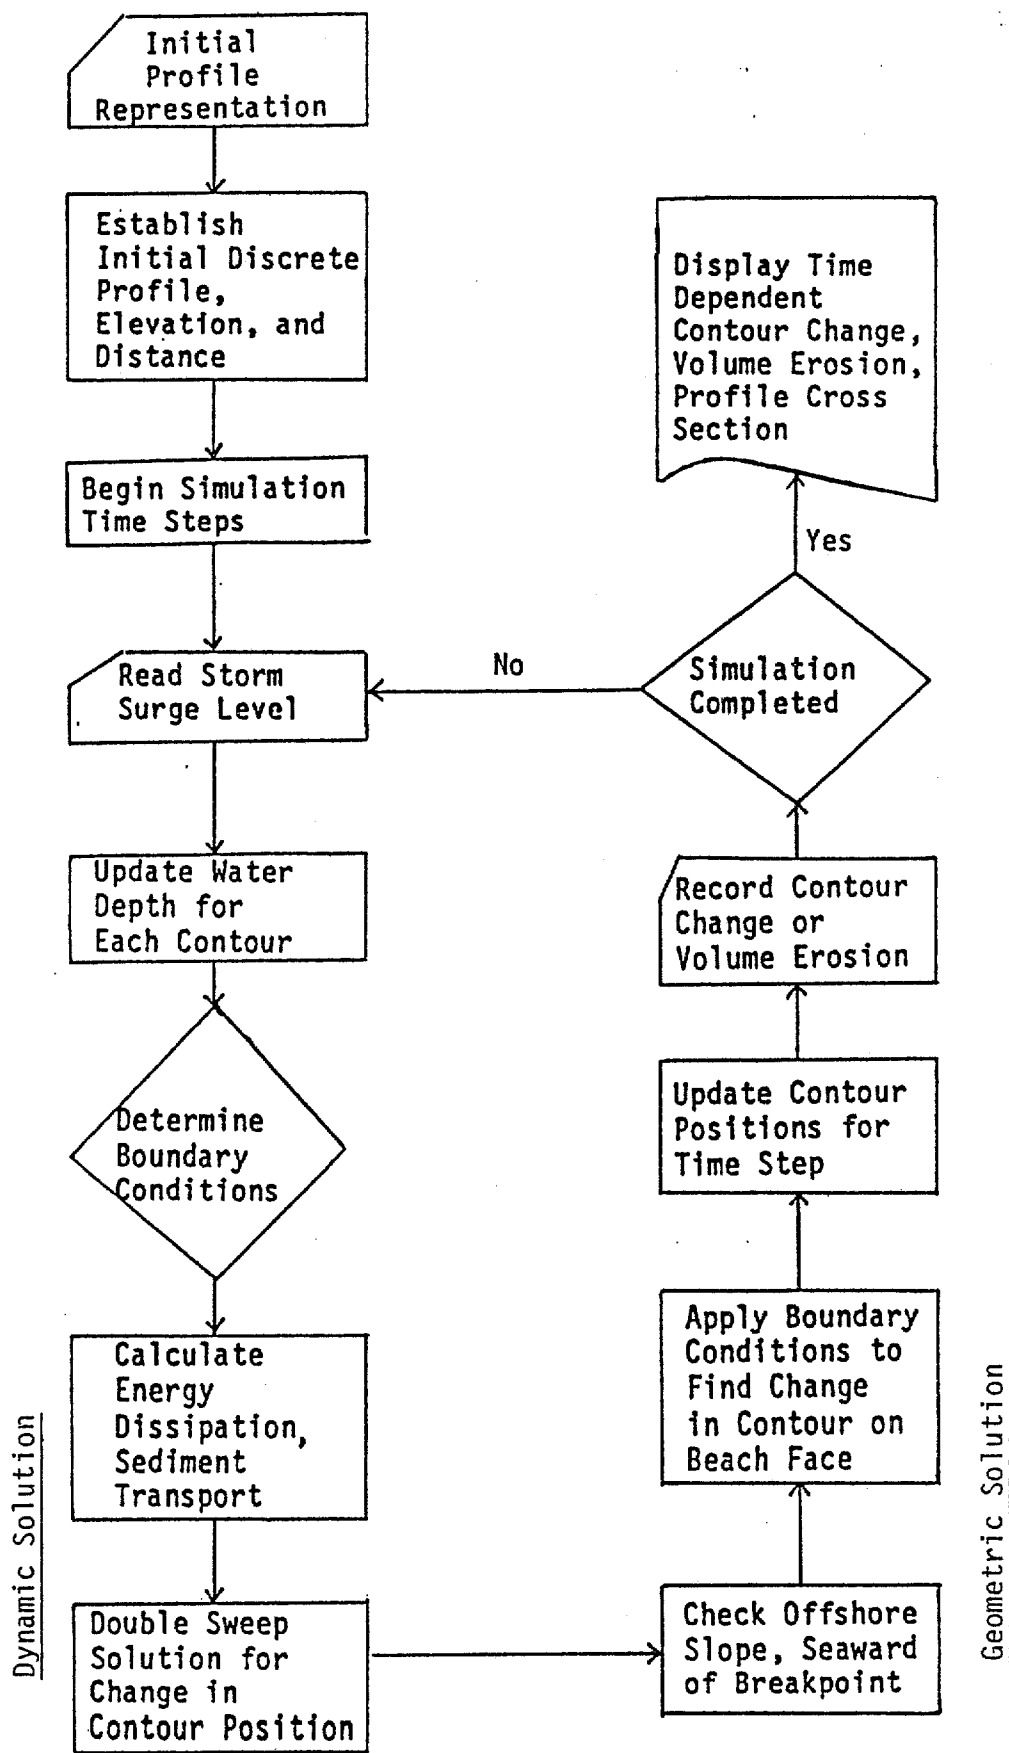 Initial
Profile
Representation
Establish
Initial Discrete
Profile,
Elevation, and
Distance
Begin Simulation
Time Steps
Read Storm
Surge Level
Update Water
Depth for
Each Contour
Determine
Boundary
Conditions
Calculate
Energy
Dissipation,
Sediment
Transport
Double Sweep
Solution for
Change in
Contour Position
Dynamic Solution
Check Offshore
Slope, Seaward
of Breakpoint
Apply Boundary
Conditions to
Find Change
in Contour on
Beach Face
Geometric Solution
Update Contour
Positions for
Time Step
Record Contour
Change or
Volume Erosion
Simulation
Completed
No
Yes
Display Time
Dependent
Contour Change,
Volume Erosion,
Profile Cross
Section